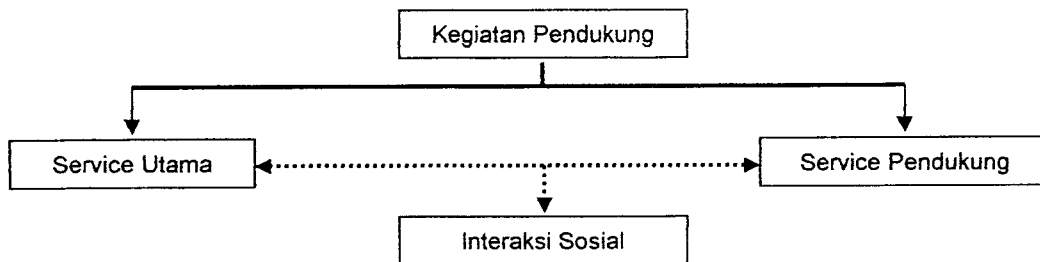 Kegiatan Pendukung
Service Utama
Service Pendukung
Interaksi Sosial